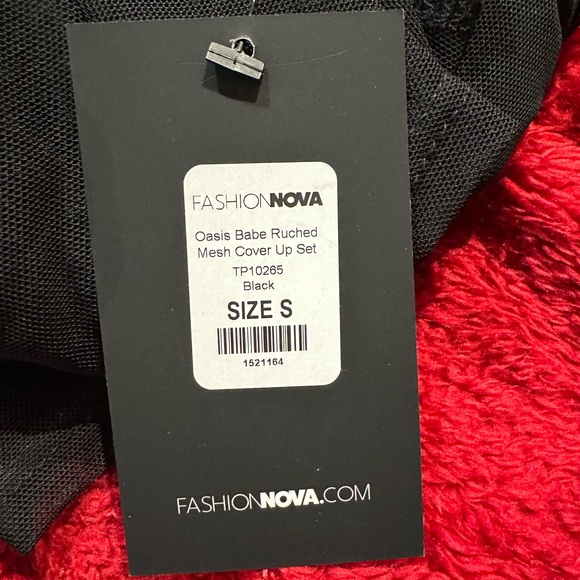 FASHIONNOVA
Oasis Babe Ruched
Mesh Cover Up Set
TP10265
Black
SIZE S
1521164
FASHIONNOVA.COM